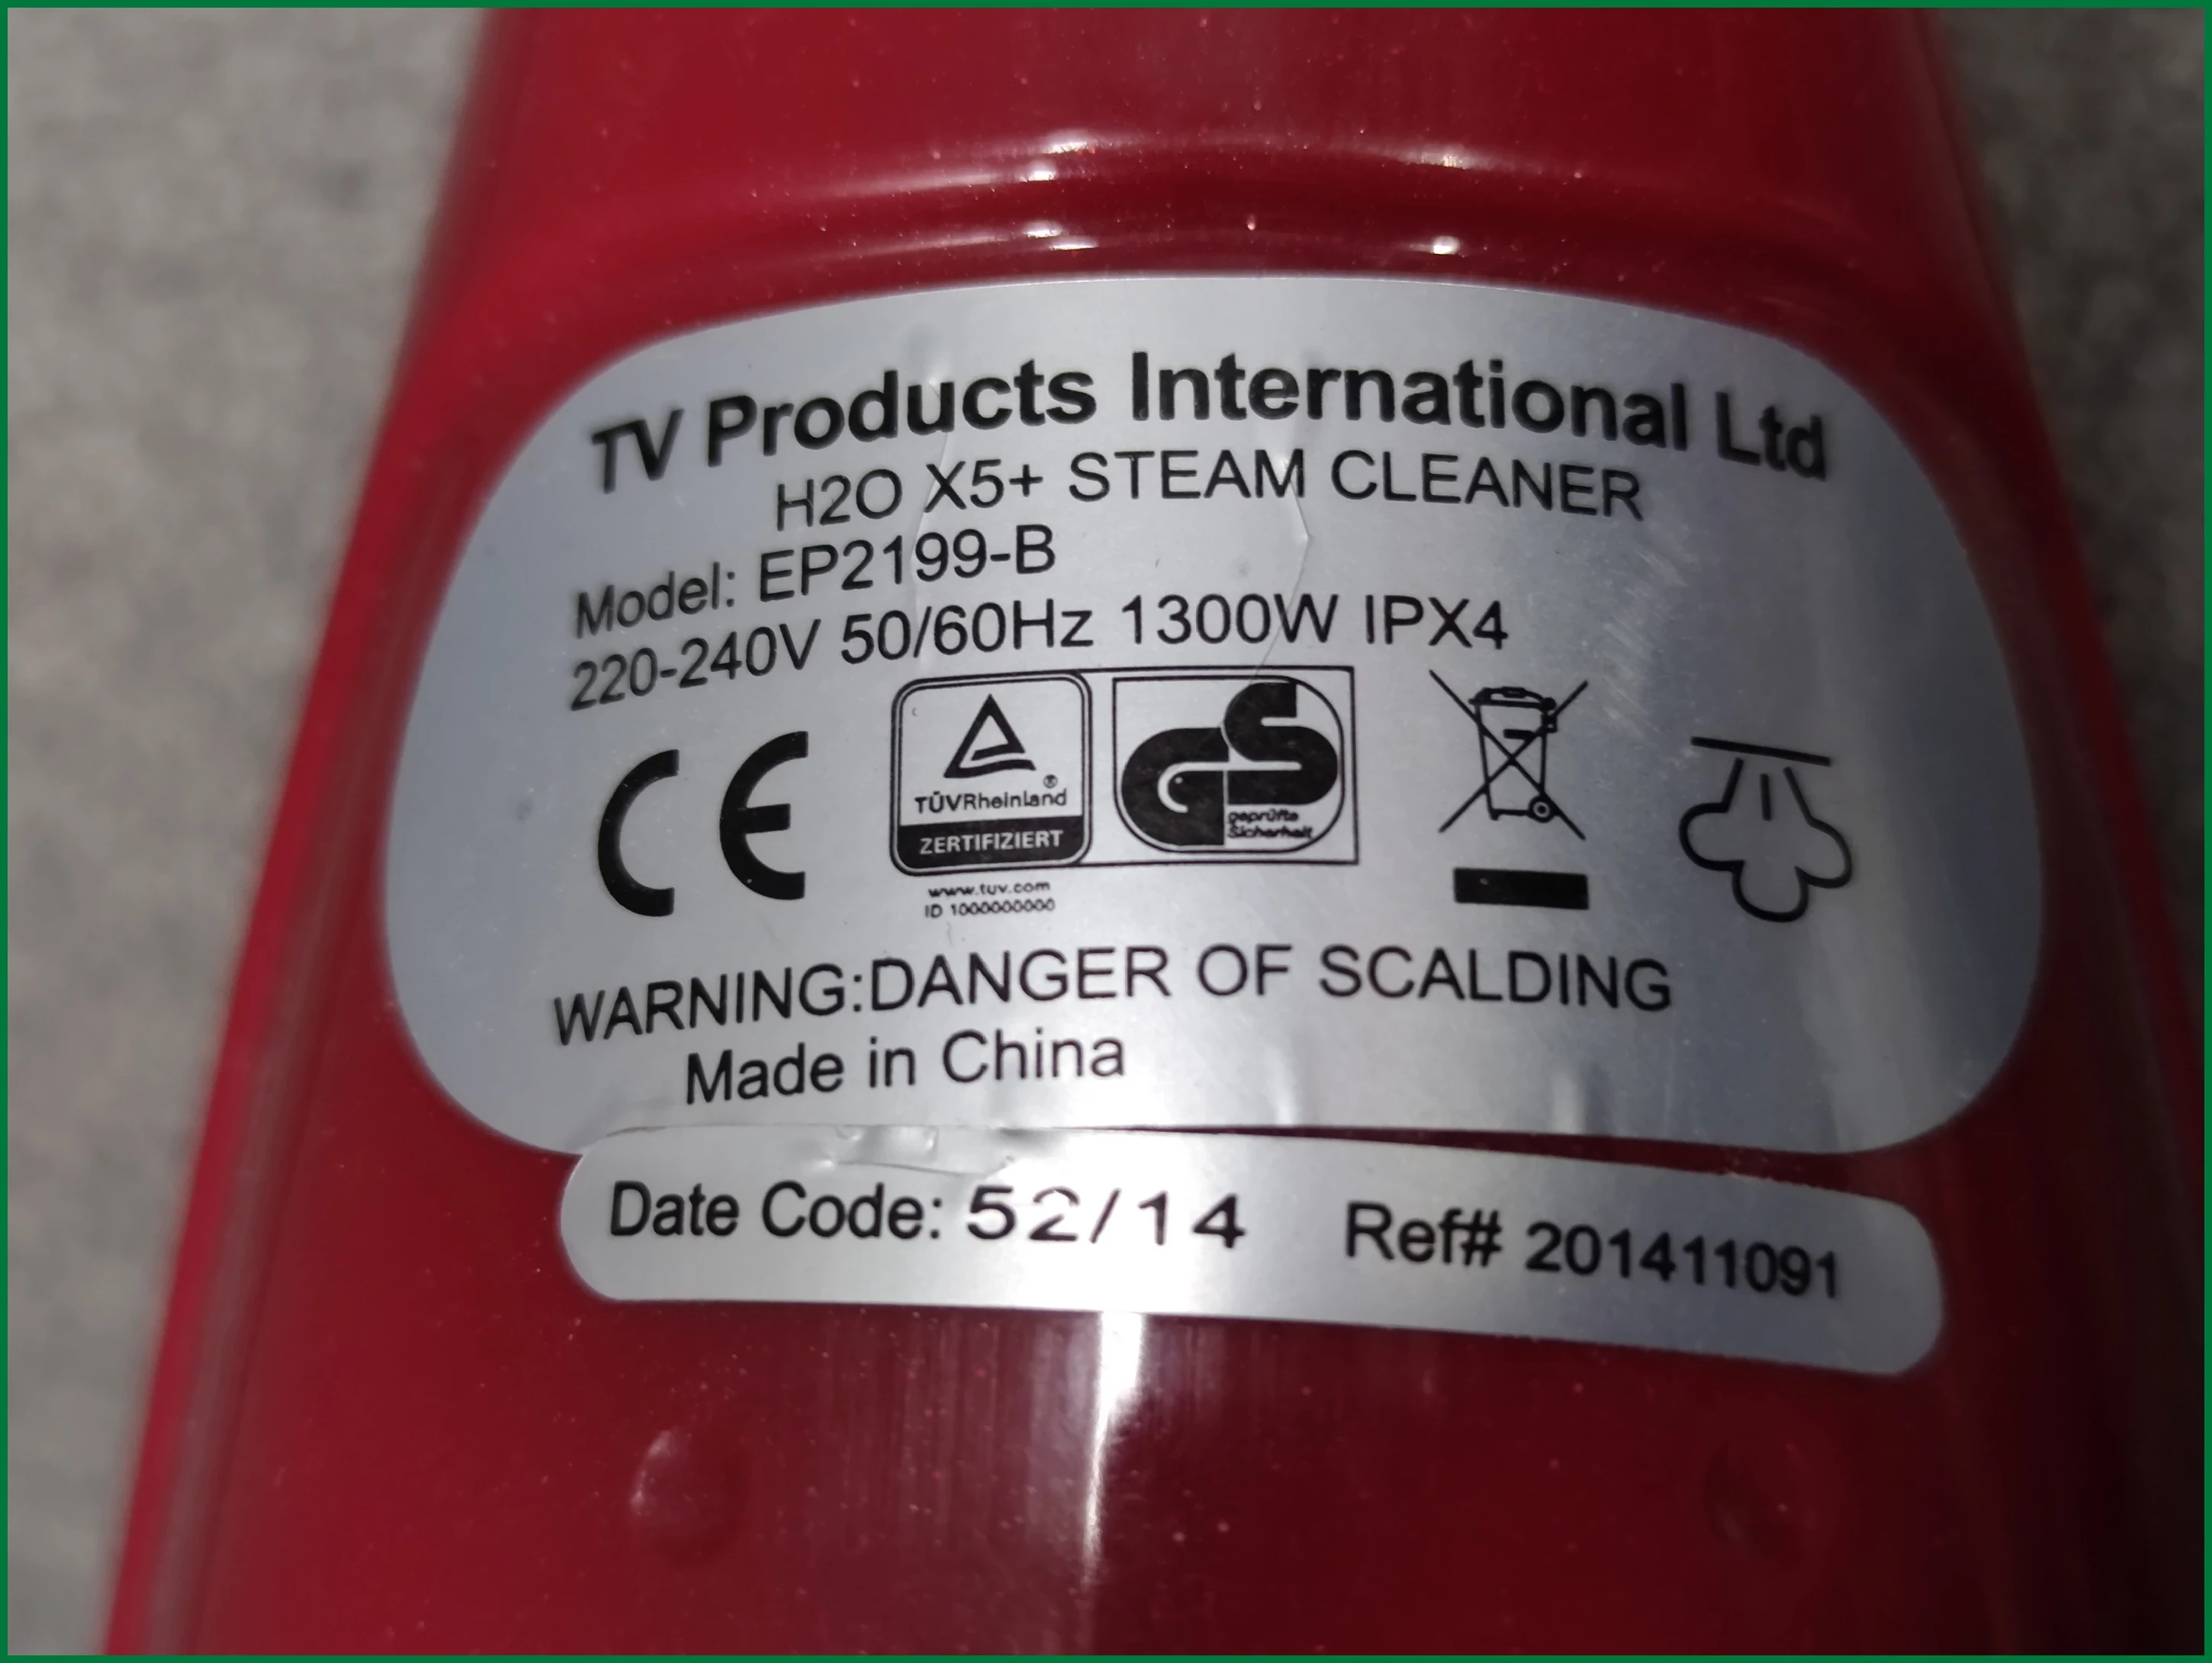 TV Products International Ltd
H2O X5+ STEAM CLEANER
Model: EP2199-B
220-240V 50/60Hz 1300W IPX4
CE
TÜVRheinland®
ZERTIFIZIERT
www.tuv.com
ID 1000000000
GS
geprüfte
Sicherheit
WARNING:DANGER OF SCALDING
Made in China
Date Code: 52/14 Ref# 201411091